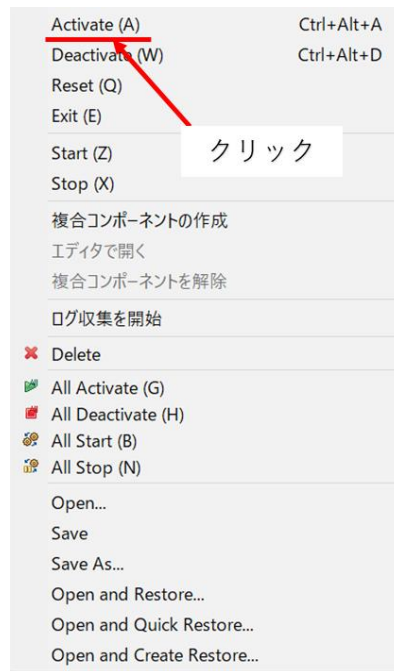 Activate (A) Ctrl+Alt+A
Deactivate (W) Ctrl+Alt+D
Reset (Q)
Exit (E)
クリック
Start (Z)
Stop (X)
複合コンポーネントの作成
エディタで開く
複合コンポーネントを解除
ログ収集を開始
Delete
All Activate (G)
All Deactivate (H)
All Start (B)
All Stop (N)
Open...
Save
Save As...
Open and Restore...
Open and Quick Restore...
Open and Create Restore...